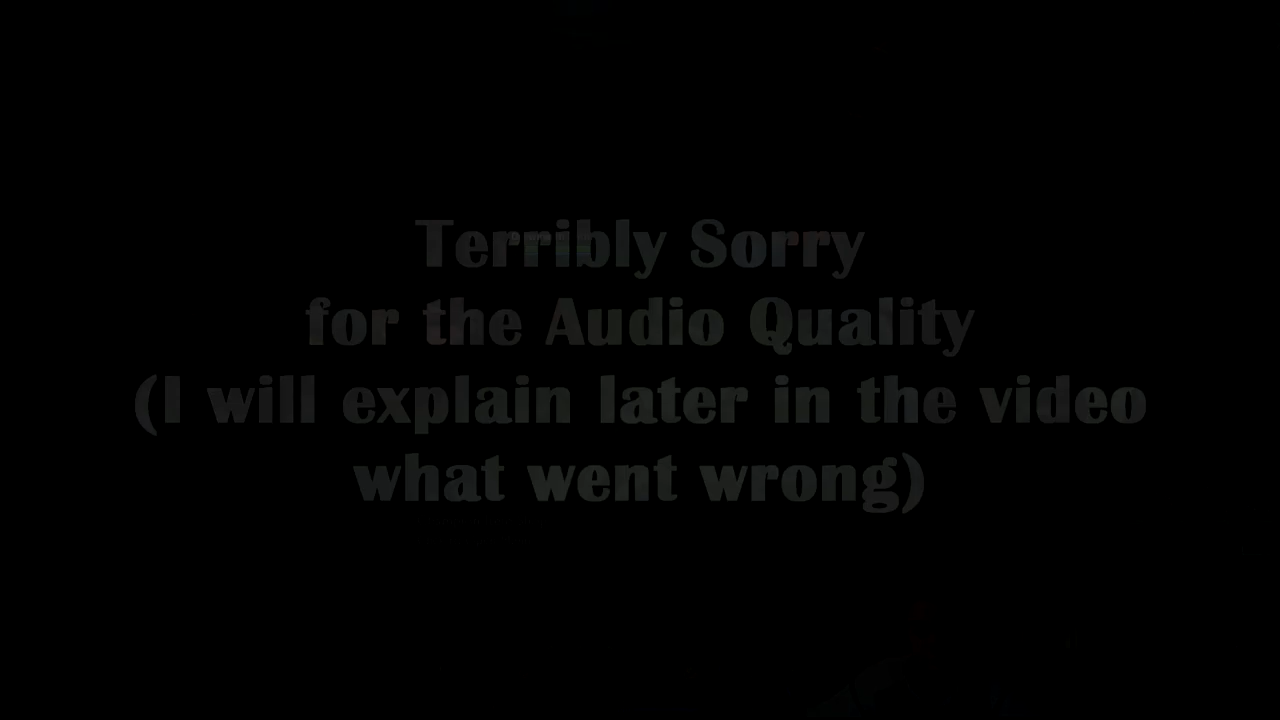 Terribly Sorry
for the Audio Quality
(I will explain later in the video
what went wrong)